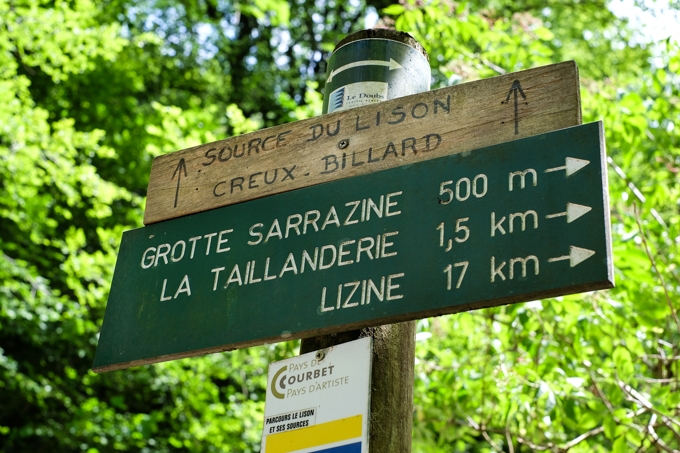 Le Doubs
SOURCE DU LISON
CREUX. BILLARD
GROTTE SARRAZINE 500 m
LA TAILLANDERIE 1,5 km
LIZINE 17 km
PAYS DE
COURBET
PAYS D'ARTISTE
PARCOURS LE LISON
ET SES SOURCES